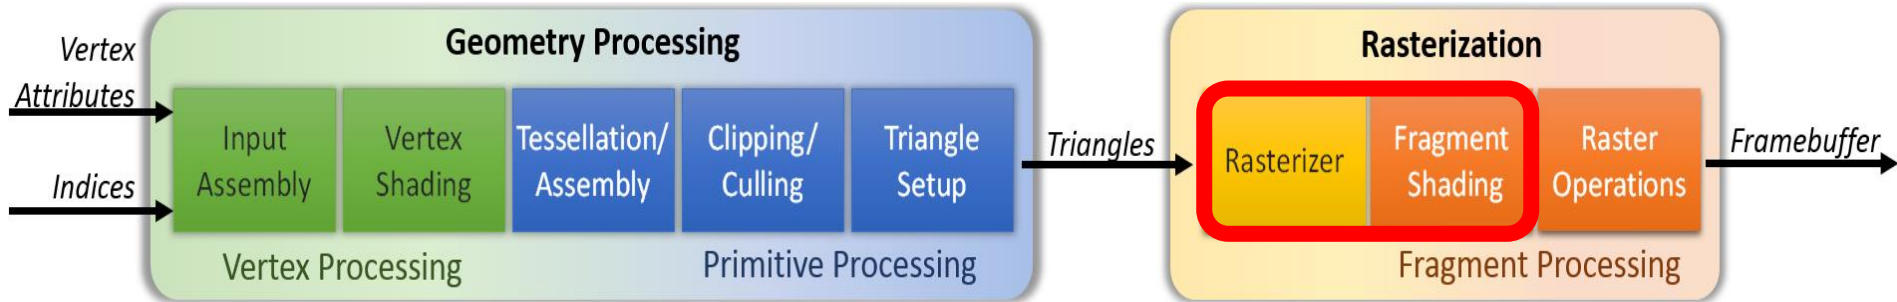 Vertex
Attributes
Indices
Geometry Processing
Input
Assembly
Vertex
Shading
Tessellation/
Assembly
Clipping/
Culling
Triangle
Setup
Vertex Processing
Primitive Processing
Triangles
Rasterization
Rasterizer
Fragment
Shading
Raster
Operations
Fragment Processing
Framebuffer